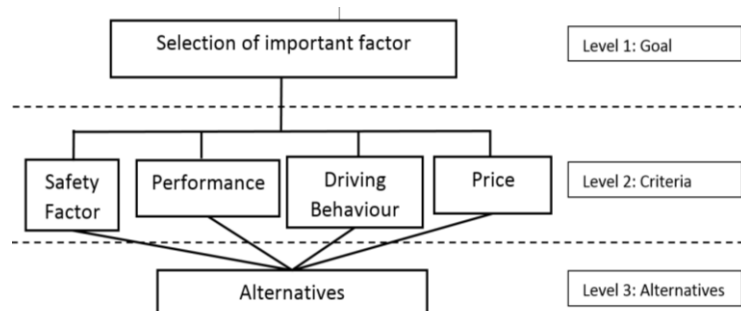 Selection of important factor
Level 1: Goal
Safety
Factor
Performance
Driving
Behaviour
Price
Level 2: Criteria
Alternatives
Level 3: Alternatives